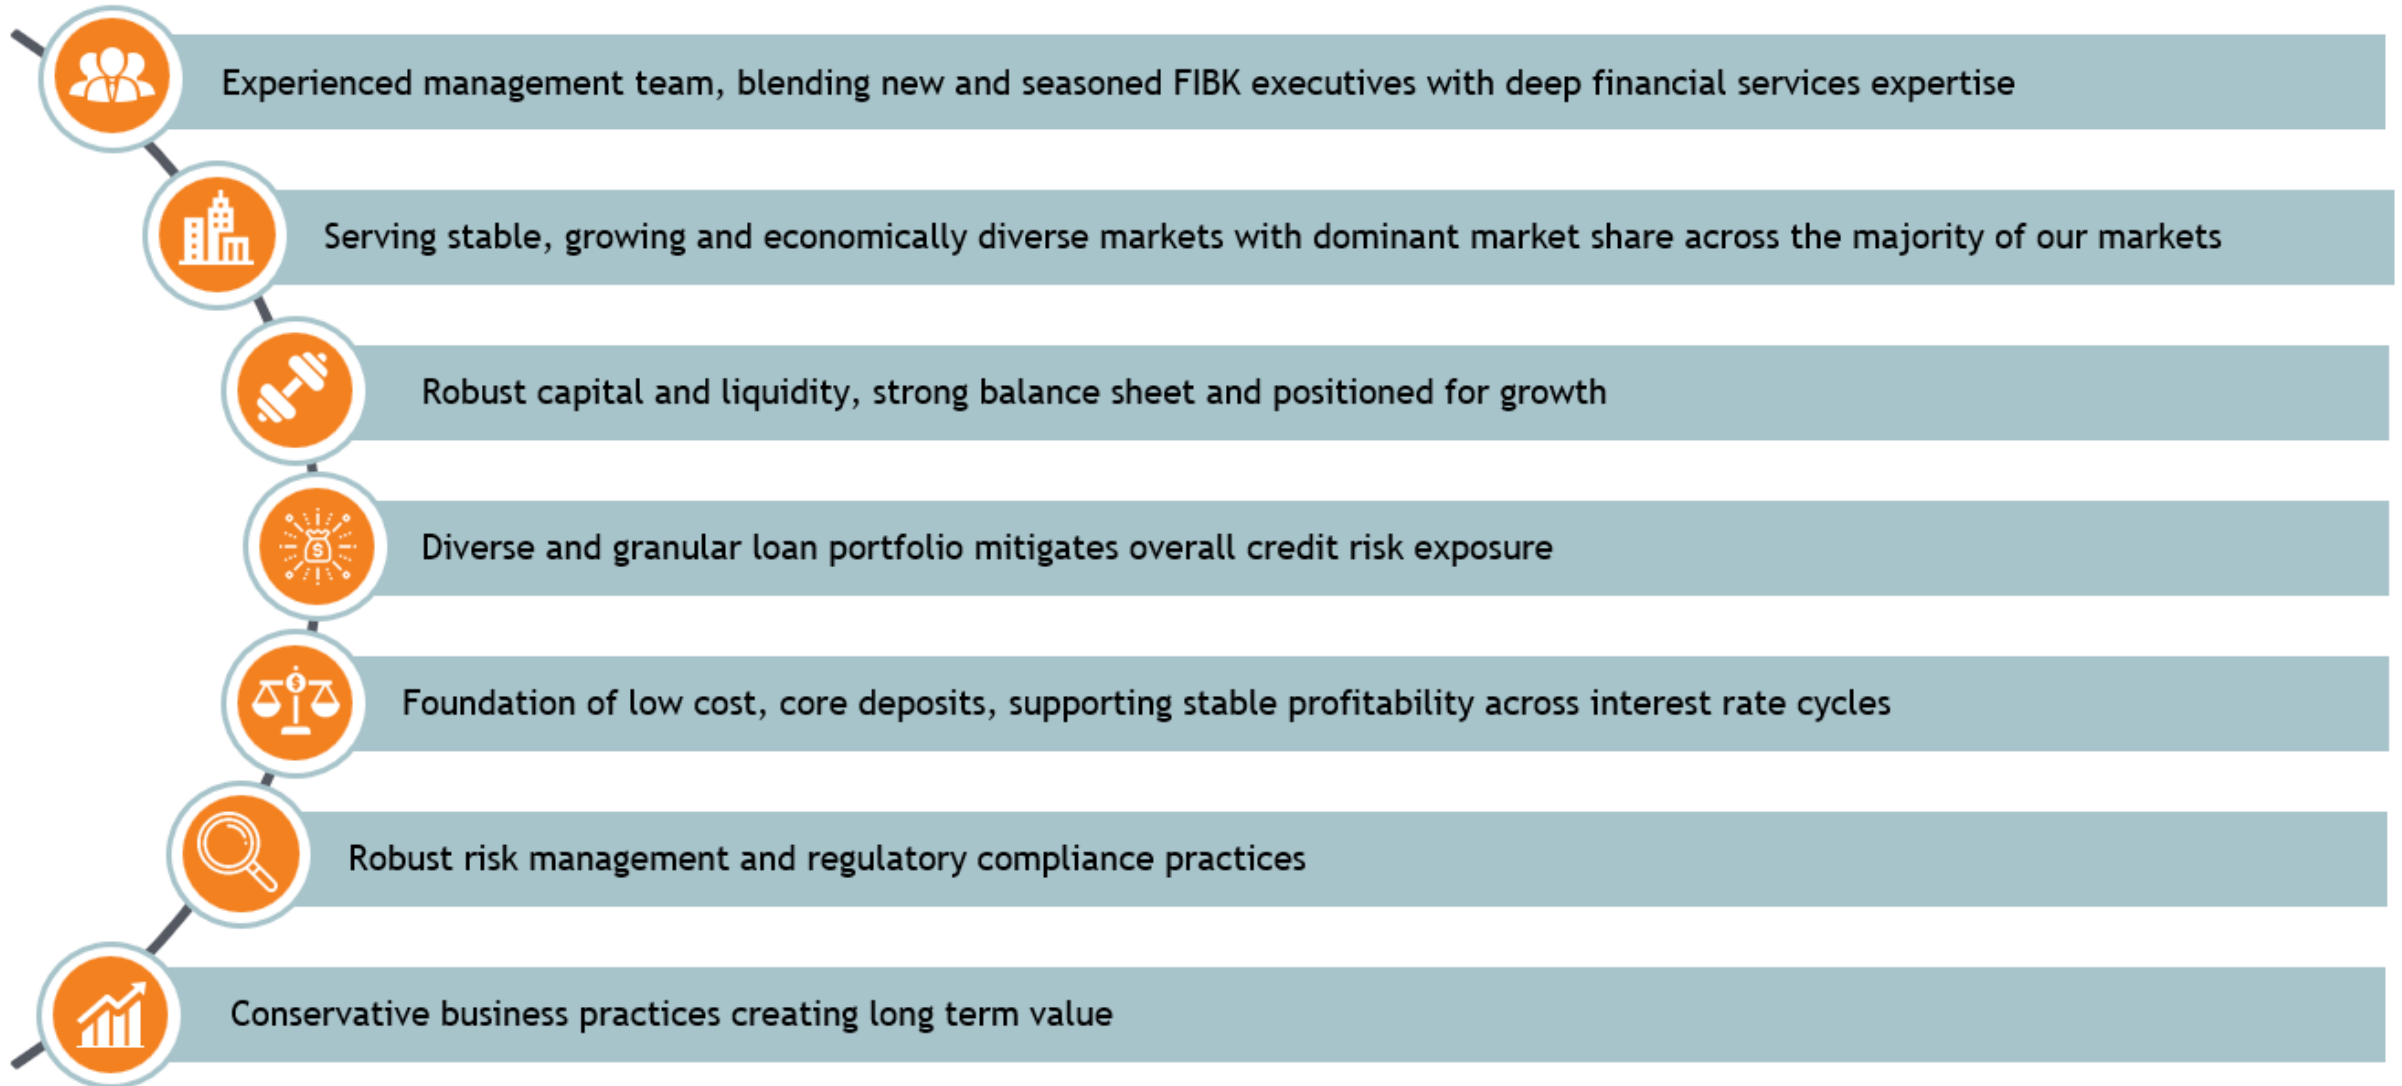 Experienced management team, blending new and seasoned FIBK executives with deep financial services expertise
Serving stable, growing and economically diverse markets with dominant market share across the majority of our markets
Robust capital and liquidity, strong balance sheet and positioned for growth
Diverse and granular loan portfolio mitigates overall credit risk exposure
Foundation of low cost, core deposits, supporting stable profitability across interest rate cycles
Robust risk management and regulatory compliance practices
Conservative business practices creating long term value